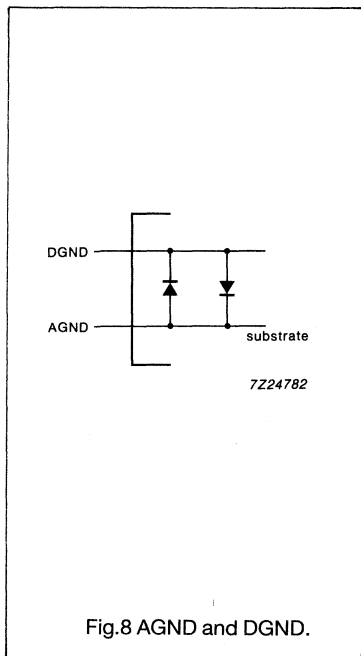 DGND
AGND
substrate
7Z24782
Fig.8 AGND and DGND.